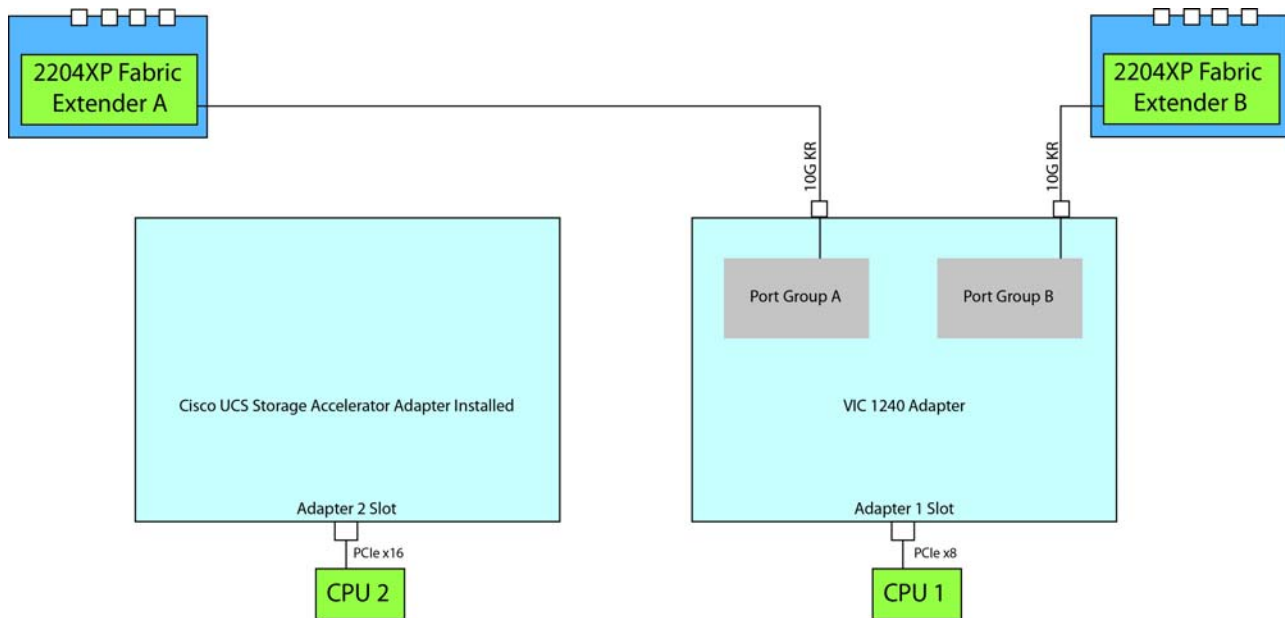 2204XP Fabric
Extender A
2204XP Fabric
Extender B
10G KR
10G KR
Port Group A
Port Group B
Cisco UCS Storage Accelerator Adapter Installed
VIC 1240 Adapter
Adapter 2 Slot
Adapter 1 Slot
PCIe x16
PCIe x8
CPU 2
CPU 1